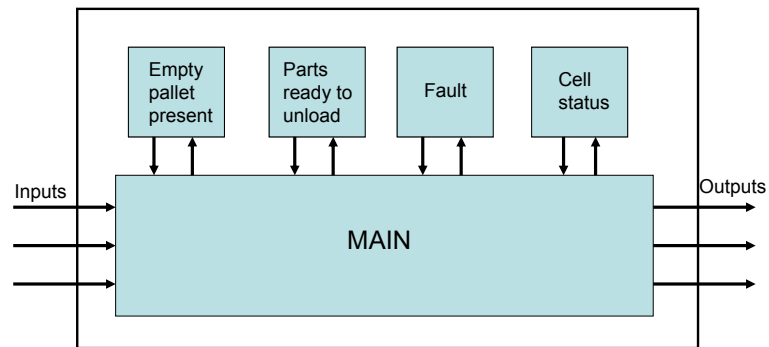 Empty
pallet
present
Parts
ready to
unload
Fault
Cell
status
Inputs
Outputs
MAIN